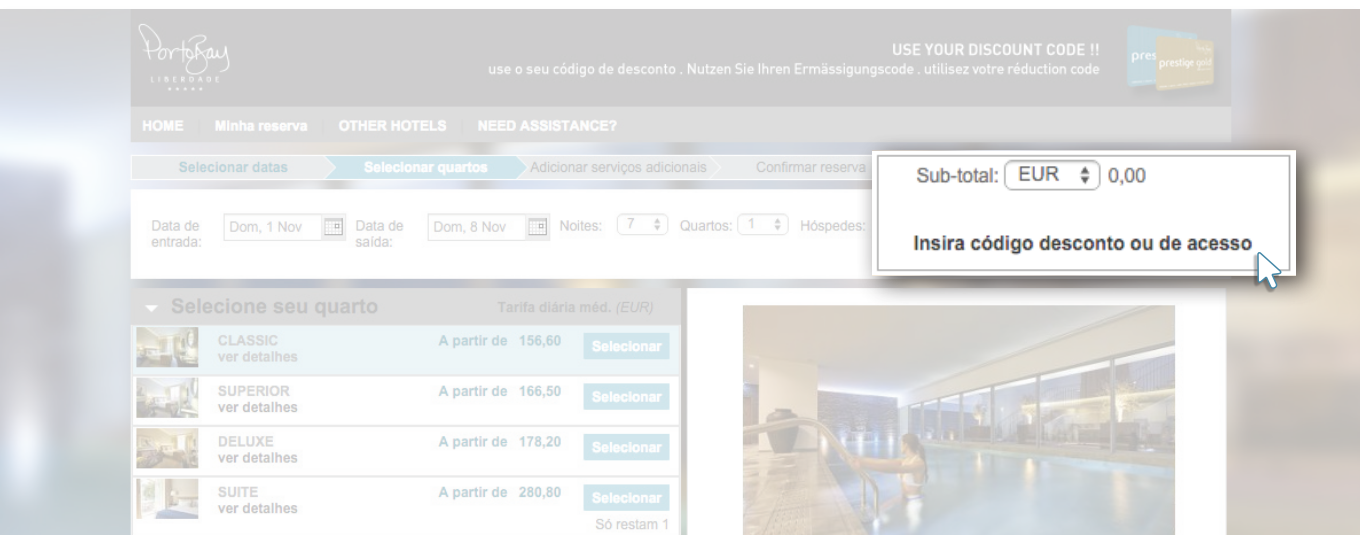 PortoBay
LIBERDADE
USE YOUR DISCOUNT CODE !!
use o seu código de desconto . Nutzen Sie Ihren Ermässigungscode . utilisez votre réduction code
pres
prestige gold
HOME Minha reserva OTHER HOTELS NEED ASSISTANCE?
Selecionar datas Selecionar quartos Adicionar serviços adicionais Confirmar reserva
Sub-total: EUR 0,00
Insira código desconto ou de acesso
Data de entrada: Dom, 1 Nov Data de saída: Dom, 8 Nov Noites: 7 Quartos: 1 Hóspedes:
Selecione seu quarto Tarifa diária méd. (EUR)
CLASSIC A partir de 156,60 Selecionar
ver detalhes
SUPERIOR A partir de 166,50 Selecionar
ver detalhes
DELUXE A partir de 178,20 Selecionar
ver detalhes
SUITE A partir de 280,80 Selecionar
ver detalhes
Só restam 1